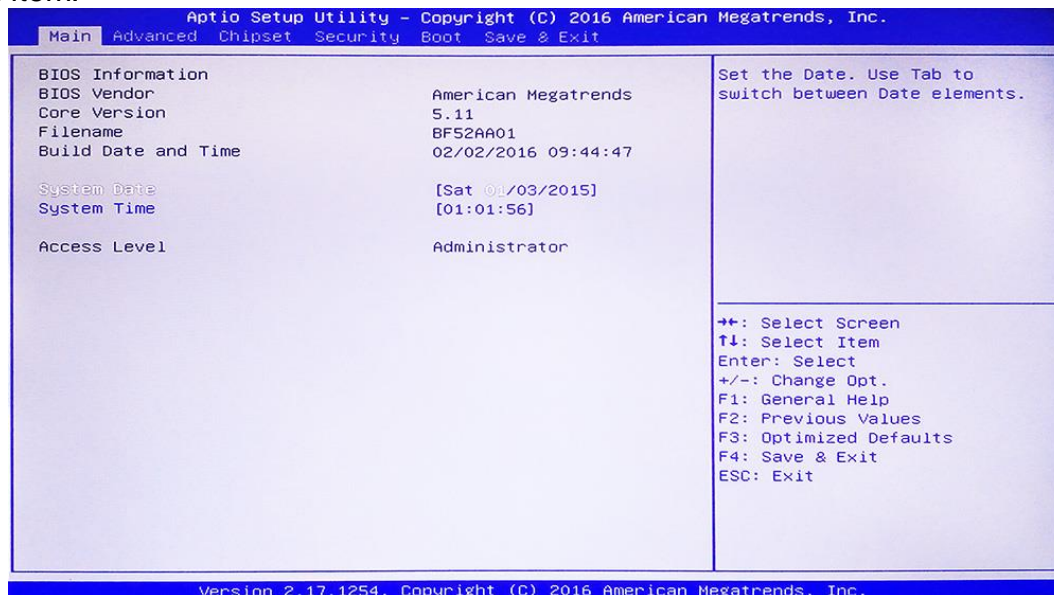 Aptio Setup Utility – Copyright (C) 2016 American Megatrends, Inc.
Main Advanced Chipset Security Boot Save & Exit
BIOS Information
BIOS Vendor American Megatrends
Core Version 5.11
Filename BF52AA01
Build Date and Time 02/02/2016 09:44:47
System Date [Sat 01/03/2015]
System Time [01:01:56]
Access Level Administrator
Set the Date. Use Tab to
switch between Date elements.
→←: Select Screen
↑↓: Select Item
Enter: Select
+/-: Change Opt.
F1: General Help
F2: Previous Values
F3: Optimized Defaults
F4: Save & Exit
ESC: Exit
Version 2.17.1254. Copyright (C) 2016 American Megatrends, Inc.